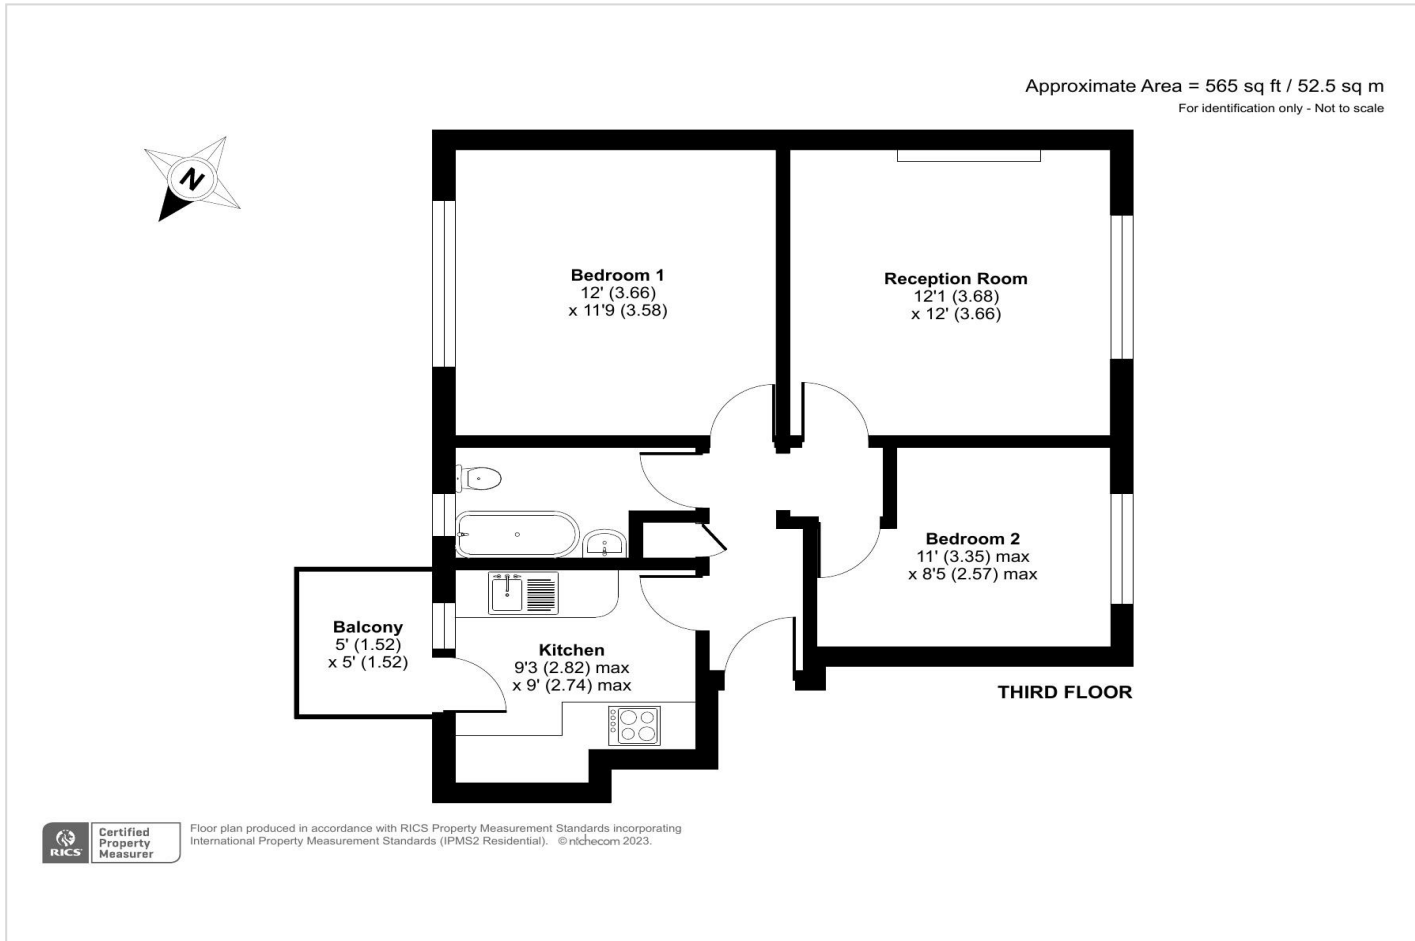 Approximate Area = 565 sq ft / 52.5 sq m
For identification only - Not to scale
N
Bedroom 1
12' (3.66)
x 11'9 (3.58)
Reception Room
12'1 (3.68)
x 12' (3.66)
Bedroom 2
11' (3.35) max
x 8'5 (2.57) max
Balcony
5' (1.52)
x 5' (1.52)
Kitchen
9'3 (2.82) max
x 9' (2.74) max
THIRD FLOOR
RICS
Certified
Property
Measurer
Floor plan produced in accordance with RICS Property Measurement Standards incorporating
International Property Measurement Standards (IPMS2 Residential). © nichecom 2023.